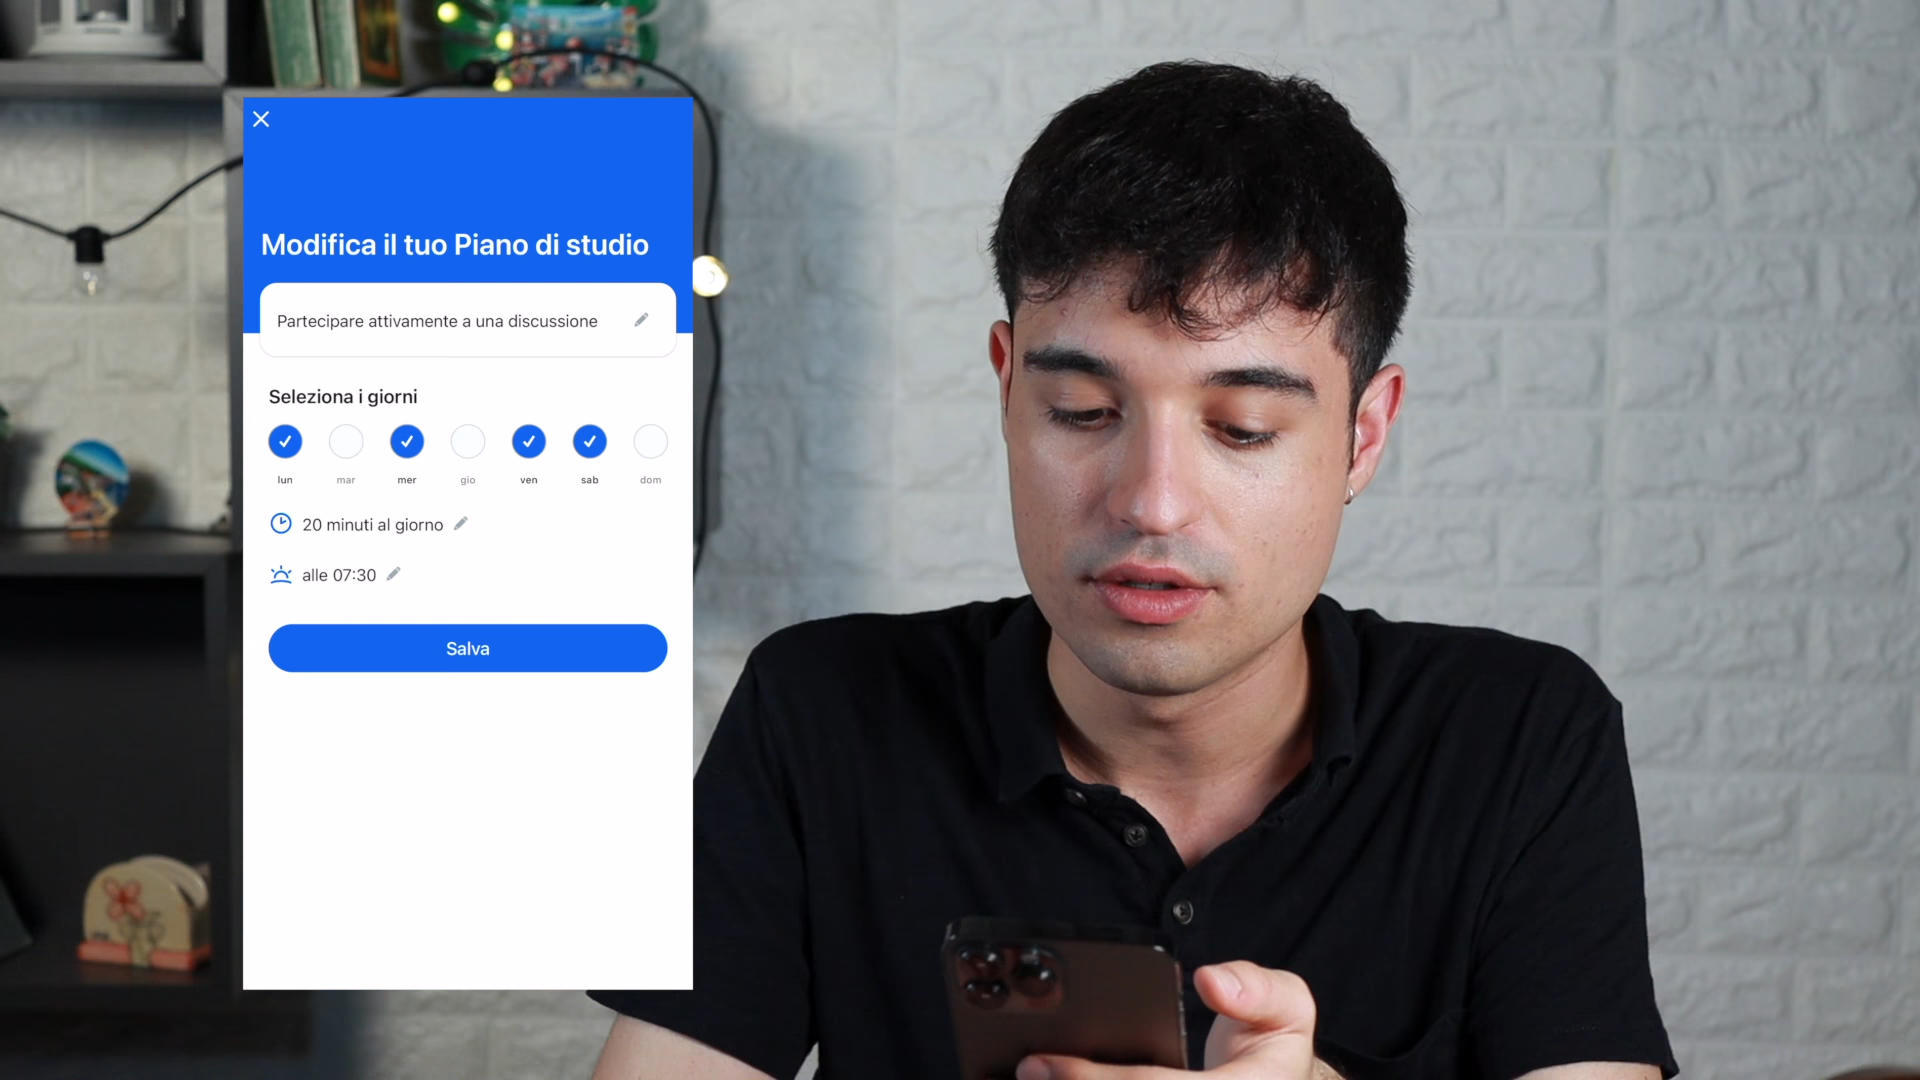 Modifica il tuo Piano di studio
Partecipare attivamente a una discussione
Seleziona i giorni
lun mar mer gio ven sab dom
20 minuti al giorno
alle 07:30
Salva